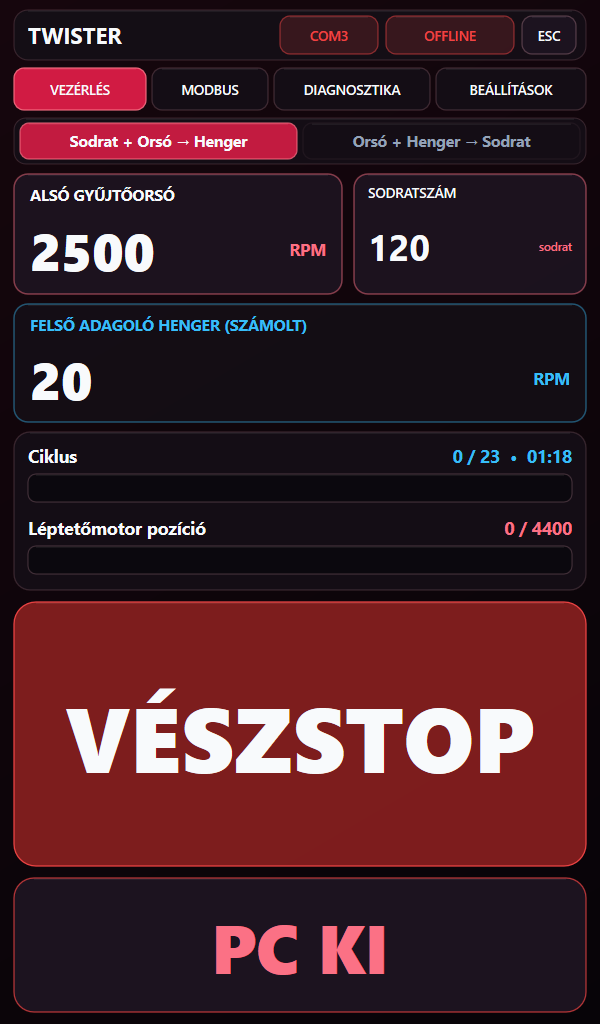 TWISTER COM3 OFFLINE ESC
VEZÉRLÉS MODBUS DIAGNOSZTIKA BEÁLLÍTÁSOK
Sodrat + Orsó → Henger Orsó + Henger → Sodrat
ALSÓ GYŰJTŐORSÓ
2500 RPM
SODRATSZÁM
120 sodrat
FELSŐ ADAGOLÓ HENGER (SZÁMOLT)
20 RPM
Ciklus 0 / 23 • 01:18
Léptetőmotor pozíció 0 / 4400
VÉSZSTOP
PC KI